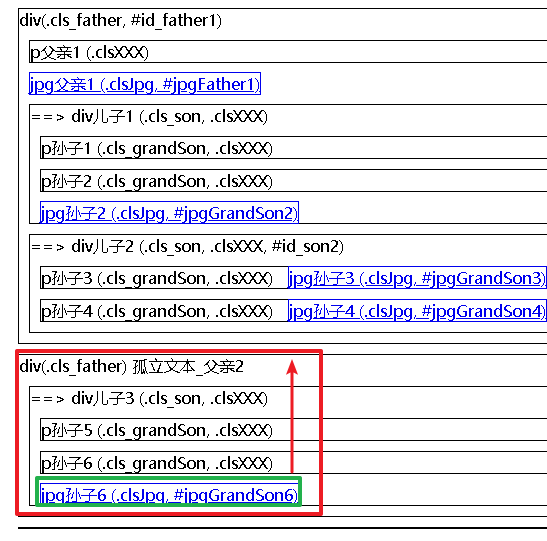 div(.cls_father, #id_father1)
p父亲1 (.clsXXX)
jpg父亲1 (.clsJpg, #jpgFather1)
==> div儿子1 (.cls_son, .clsXXX)
p孙子1 (.cls_grandSon, .clsXXX)
p孙子2 (.cls_grandSon, .clsXXX)
jpg孙子2 (.clsJpg, #jpgGrandSon2)
==> div儿子2 (.cls_son, .clsXXX, #id_son2)
p孙子3 (.cls_grandSon, .clsXXX) jpg孙子3 (.clsJpg, #jpgGrandSon3)
p孙子4 (.cls_grandSon, .clsXXX) jpg孙子4 (.clsJpg, #jpgGrandSon4)
div(.cls_father) 孤立文本_父亲2
==> div儿子3 (.cls_son, .clsXXX)
p孙子5 (.cls_grandSon, .clsXXX)
p孙子6 (.cls_grandSon, .clsXXX)
jpg孙子6 (.clsJpg, #jpgGrandSon6)